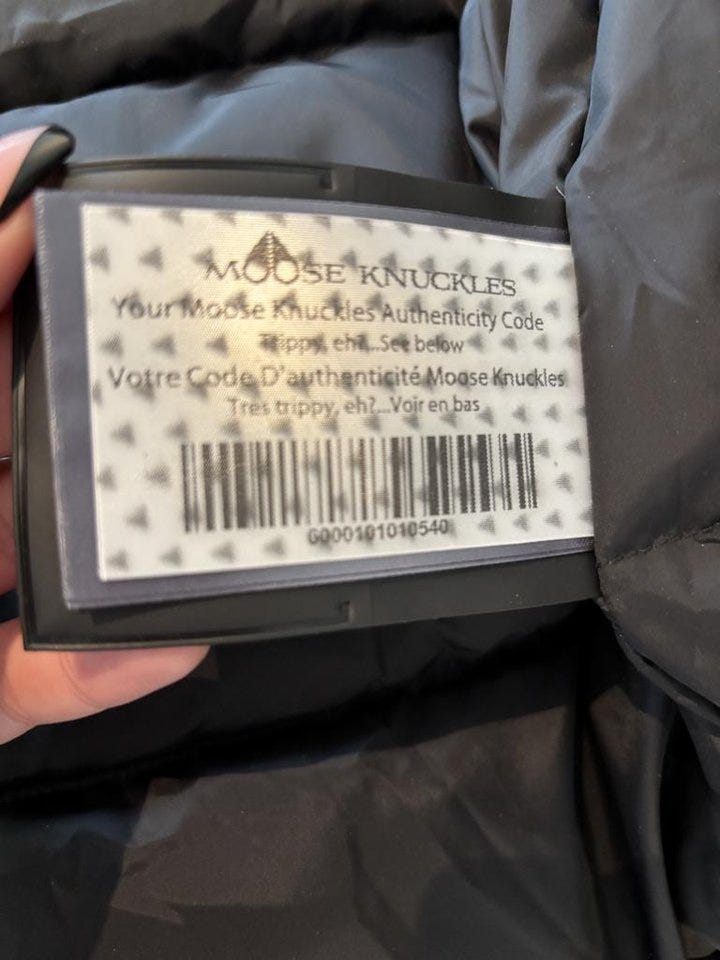 MOOSE KNUCKLES
Your Moose Knuckles Authenticity Code
Trippy, eh?...See below
Votre Code D'authenticité Moose Knuckles
Tres trippy, eh?...Voir en bas
G000101010540